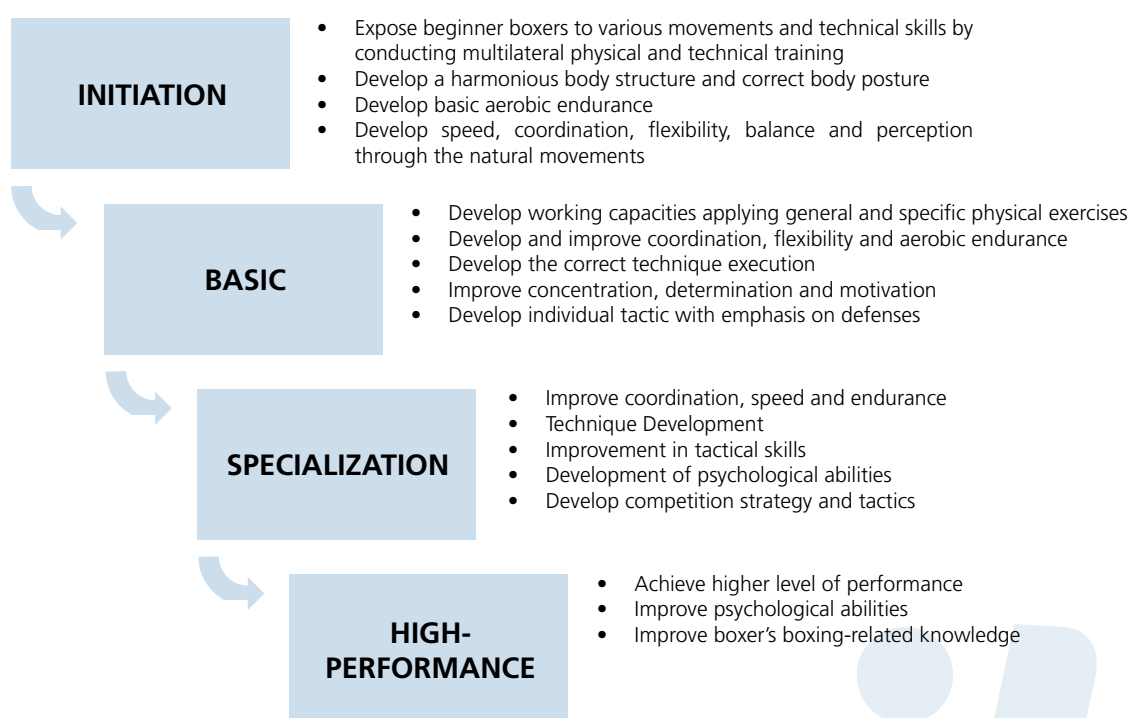 INITIATION
• Expose beginner boxers to various movements and technical skills by
conducting multilateral physical and technical training
• Develop a harmonious body structure and correct body posture
• Develop basic aerobic endurance
• Develop speed, coordination, flexibility, balance and perception
through the natural movements
BASIC
• Develop working capacities applying general and specific physical exercises
• Develop and improve coordination, flexibility and aerobic endurance
• Develop the correct technique execution
• Improve concentration, determination and motivation
• Develop individual tactic with emphasis on defenses
SPECIALIZATION
• Improve coordination, speed and endurance
• Technique Development
• Improvement in tactical skills
• Development of psychological abilities
• Develop competition strategy and tactics
HIGH-
PERFORMANCE
• Achieve higher level of performance
• Improve psychological abilities
• Improve boxer's boxing-related knowledge